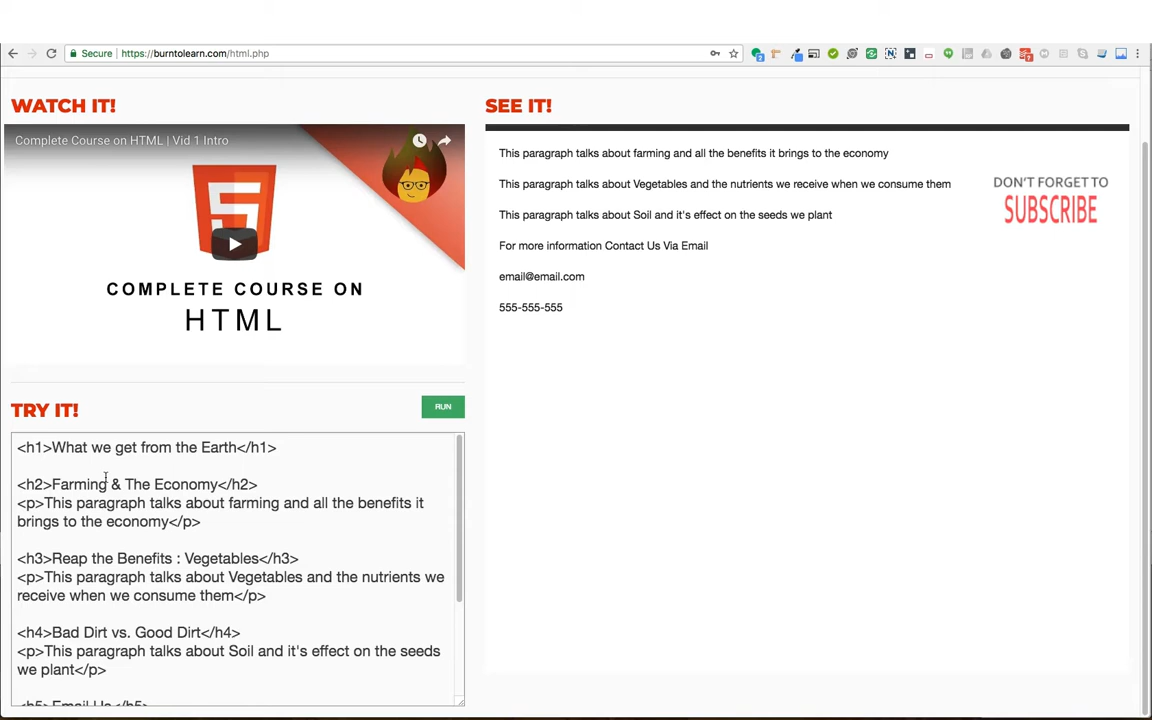 Secure
https://burntolearn.com/html.php
WATCH IT!
Complete Course on HTML | Vid 1 Intro
COMPLETE COURSE ON
HTML
TRY IT!
RUN
<h1>What we get from the Earth</h1>
<h2>Farming & The Economy</h2>
<p>This paragraph talks about farming and all the benefits it
brings to the economy</p>
<h3>Reap the Benefits : Vegetables</h3>
<p>This paragraph talks about Vegetables and the nutrients we
receive when we consume them</p>
<h4>Bad Dirt vs. Good Dirt</h4>
<p>This paragraph talks about Soil and it's effect on the seeds
we plant</p>
<h5>Email Us</h5>
SEE IT!
This paragraph talks about farming and all the benefits it brings to the economy
This paragraph talks about Vegetables and the nutrients we receive when we consume them
This paragraph talks about Soil and it's effect on the seeds we plant
For more information Contact Us Via Email
email@email.com
555-555-555
DON'T FORGET TO
SUBSCRIBE